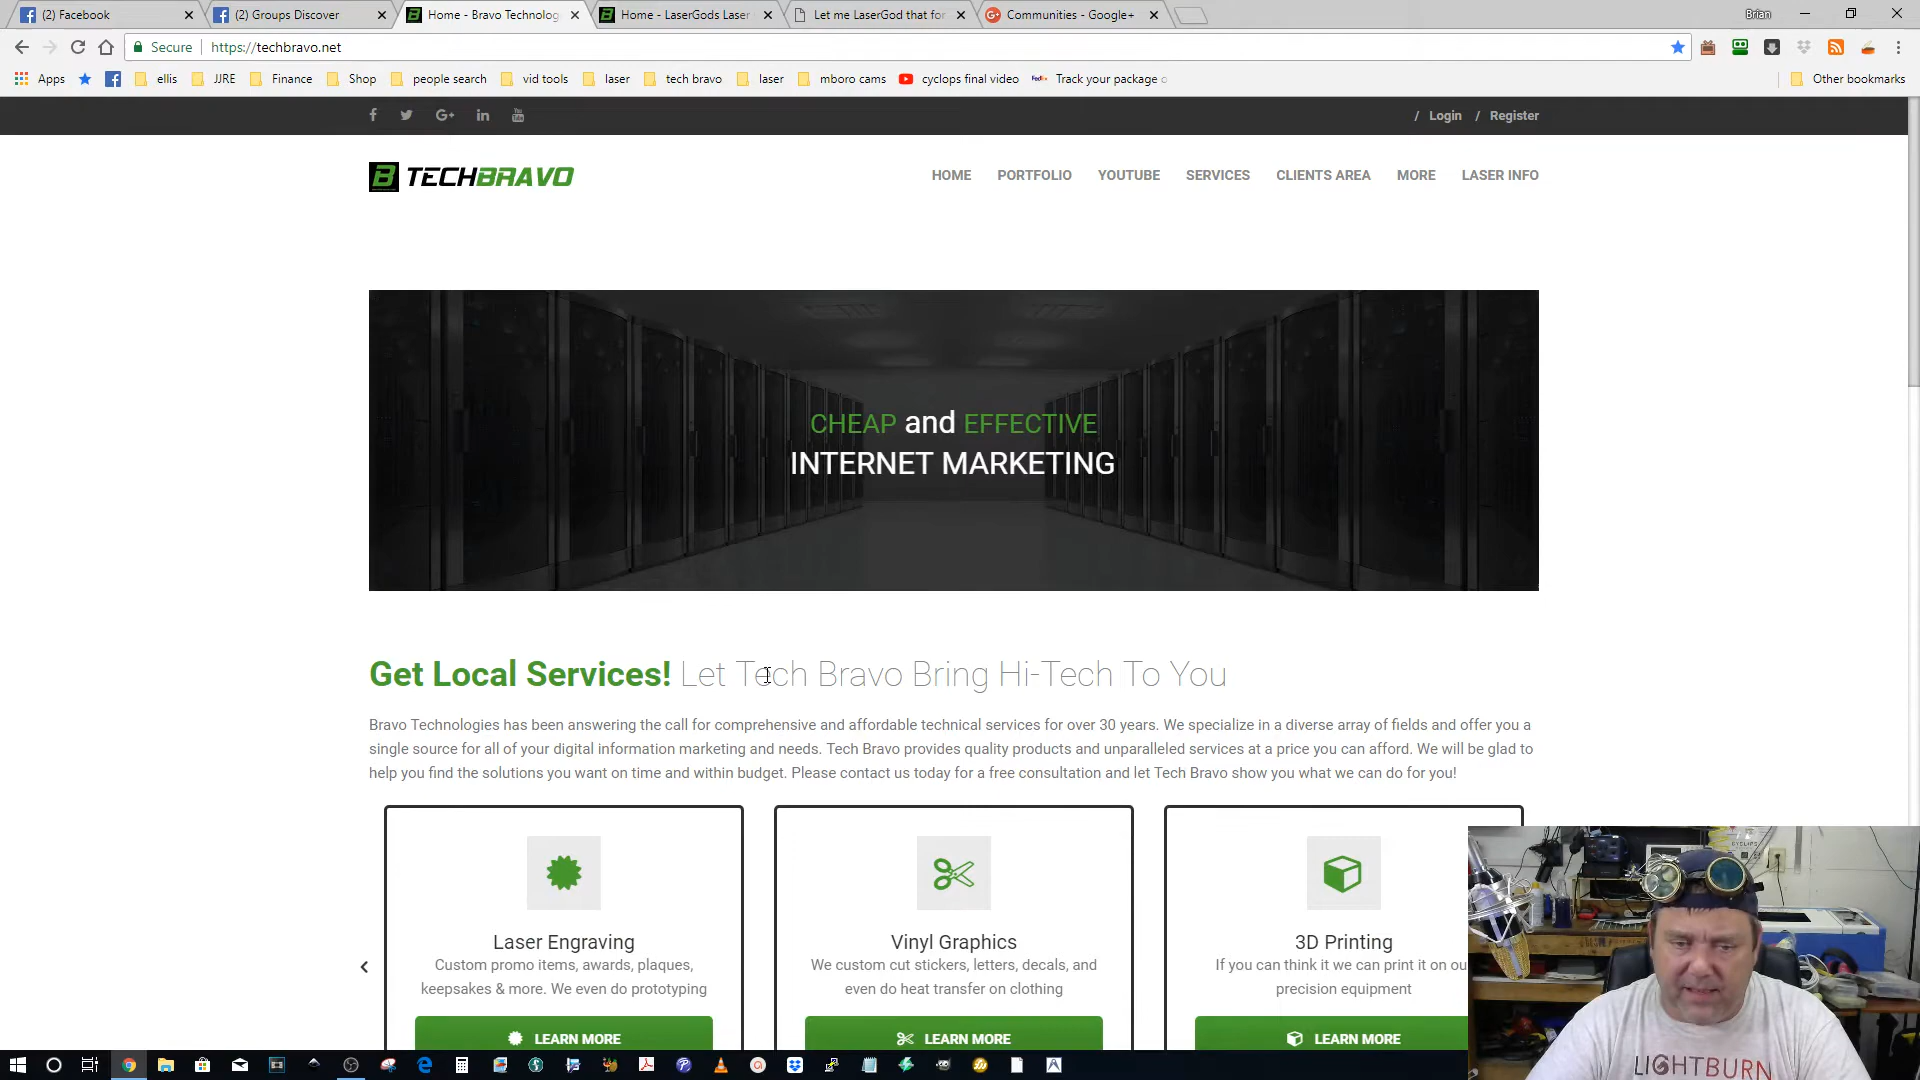 (2) Facebook
(2) Groups Discover
Home - Bravo Technolog
Home - LaserGods Laser
Let me LaserGod that for
Communities - Google+
Brian
Secure
https://techbravo.net
Apps
ellis
JJRE
Finance
Shop
people search
vid tools
laser
tech bravo
laser
mboro cams
cyclops final video
FedEx
Track your package o
Other bookmarks
/ Login / Register
B TECHBRAVO
HOME
PORTFOLIO
YOUTUBE
SERVICES
CLIENTS AREA
MORE
LASER INFO
CHEAP and EFFECTIVE
INTERNET MARKETING
Get Local Services! Let Tech Bravo Bring Hi-Tech To You
Bravo Technologies has been answering the call for comprehensive and affordable technical services for over 30 years. We specialize in a diverse array of fields and offer you a
single source for all of your digital information marketing and needs. Tech Bravo provides quality products and unparalleled services at a price you can afford. We will be glad to
help you find the solutions you want on time and within budget. Please contact us today for a free consultation and let Tech Bravo show you what we can do for you!
Laser Engraving
Custom promo items, awards, plaques,
keepsakes & more. We even do prototyping
LEARN MORE
Vinyl Graphics
We custom cut stickers, letters, decals, and
even do heat transfer on clothing
LEARN MORE
3D Printing
If you can think it we can print it on ou
precision equipment
LEARN MORE
LIGHTBURN